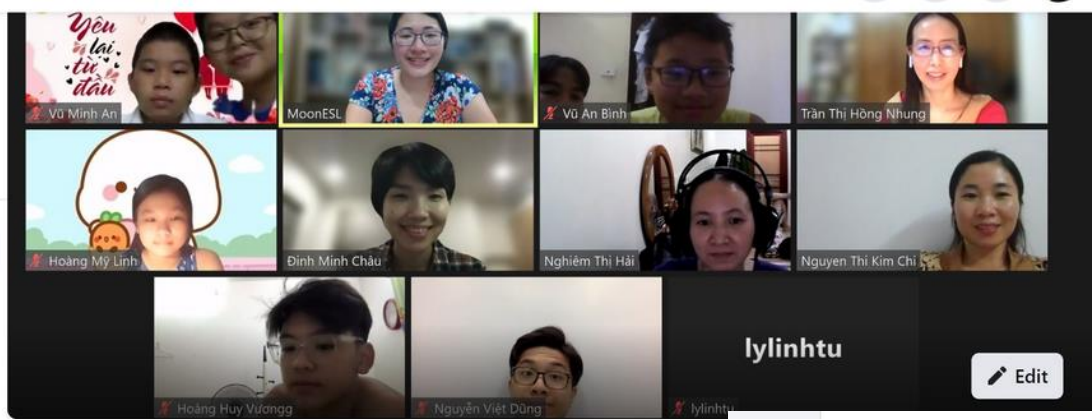 Yêu
lại
từ
đầu
Vũ Minh An
MoonESL
Vũ An Bình
Trần Thị Hồng Nhung
Hoàng Mỹ Linh
Đinh Minh Châu
Nghiêm Thị Hải
Nguyen Thi Kim Chi
Hoàng Huy Vươngg
Nguyễn Việt Dũng
lylinhtu
lylinhtu
Edit